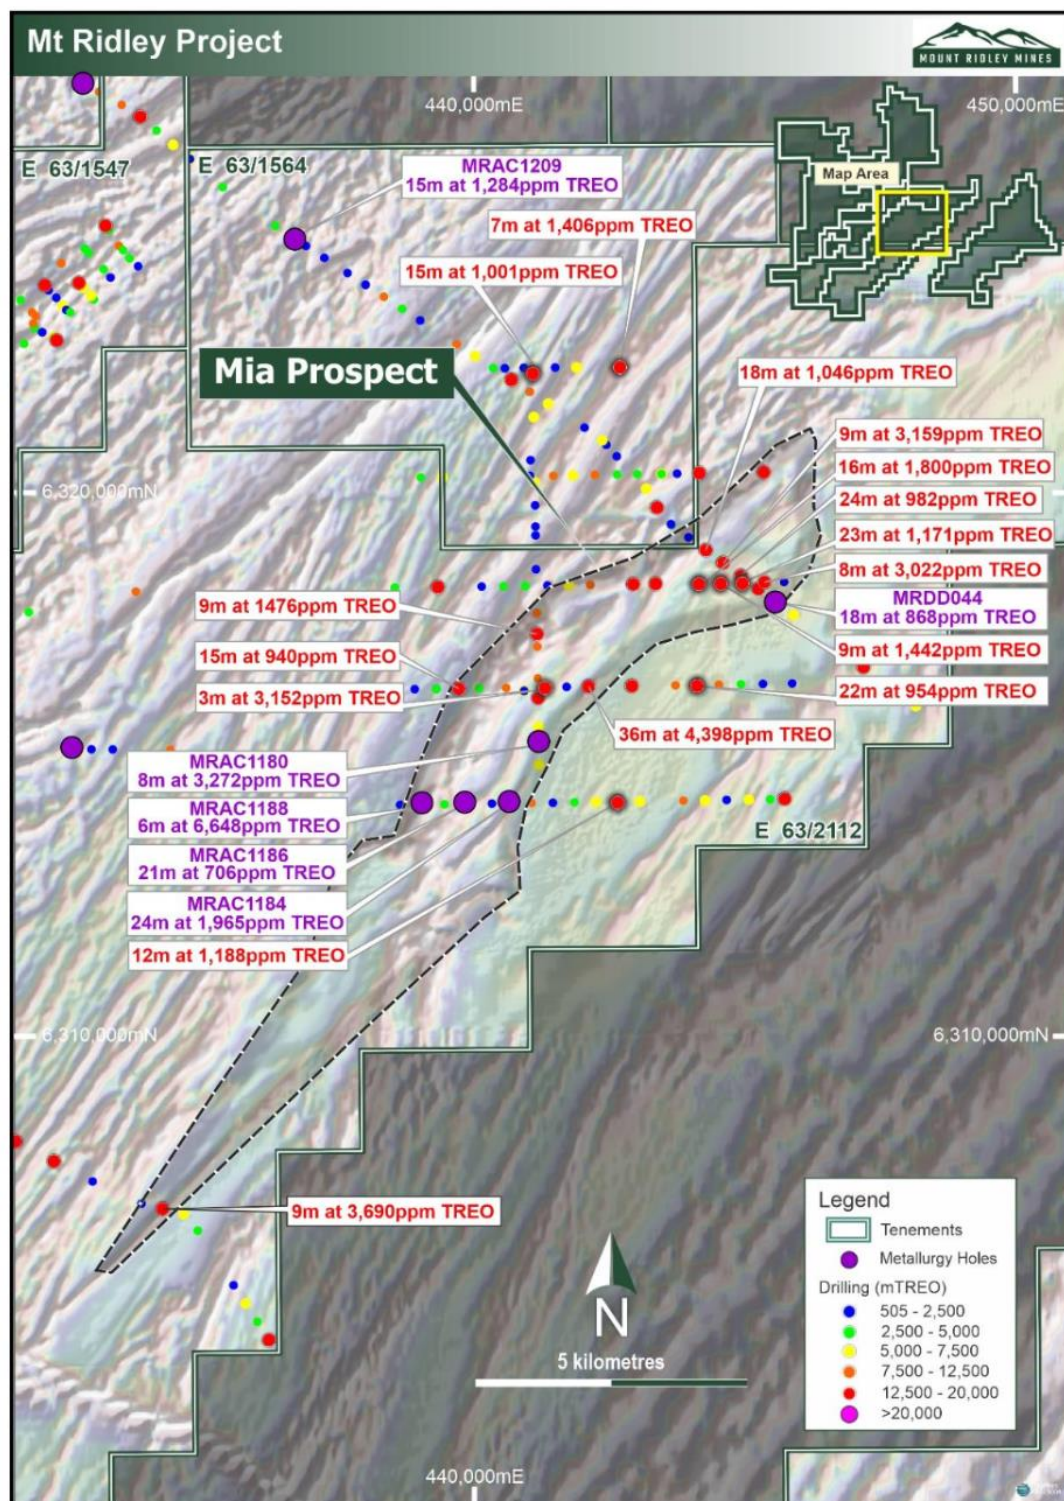 Mt Ridley Project
MOUNT RIDLEY MINES
440,000mE
450,000mE
E 63/1547
E 63/1564
Map Area
MRAC1209
15m at 1,284ppm TREO
7m at 1,406ppm TREO
15m at 1,001ppm TREO
Mia Prospect
18m at 1,046ppm TREO
9m at 3,159ppm TREO
16m at 1,800ppm TREO
6,320,000mN
24m at 982ppm TREO
23m at 1,171ppm TREO
8m at 3,022ppm TREO
MRDD044
18m at 868ppm TREO
9m at 1476ppm TREO
9m at 1,442ppm TREO
15m at 940ppm TREO
3m at 3,152ppm TREO
22m at 954ppm TREO
36m at 4,398ppm TREO
MRAC1180
8m at 3,272ppm TREO
MRAC1188
6m at 6,648ppm TREO
E 63/2112
MRAC1186
21m at 706ppm TREO
MRAC1184
24m at 1,965ppm TREO
12m at 1,188ppm TREO
6,310,000mN
6,310,000mN
9m at 3,690ppm TREO
Legend
Tenements
Metallurgy Holes
Drilling (mTREO)
505 - 2,500
2,500 - 5,000
5,000 - 7,500
7,500 - 12,500
12,500 - 20,000
>20,000
N
5 kilometres
440,000mE